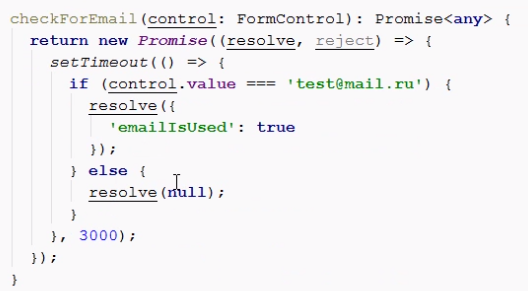 checkForEmail(control: FormControl): Promise<any> {
  return new Promise((resolve, reject) => {
    setTimeout(() => {
      if (control.value === 'test@mail.ru') {
        resolve({
          'emailIsUsed': true
        });
      } else {
        resolve(null);
      }
    }, 3000);
  });
}